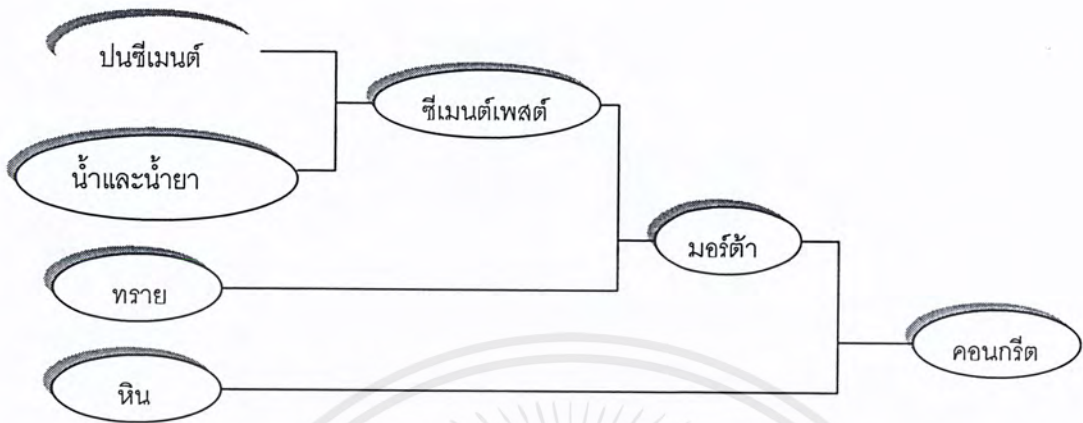 ปนซีเมนต์
ซีเมนต์เพสต์
น้ำและน้ำยา
มอร์ต้า
ทราย
คอนกรีต
หิน